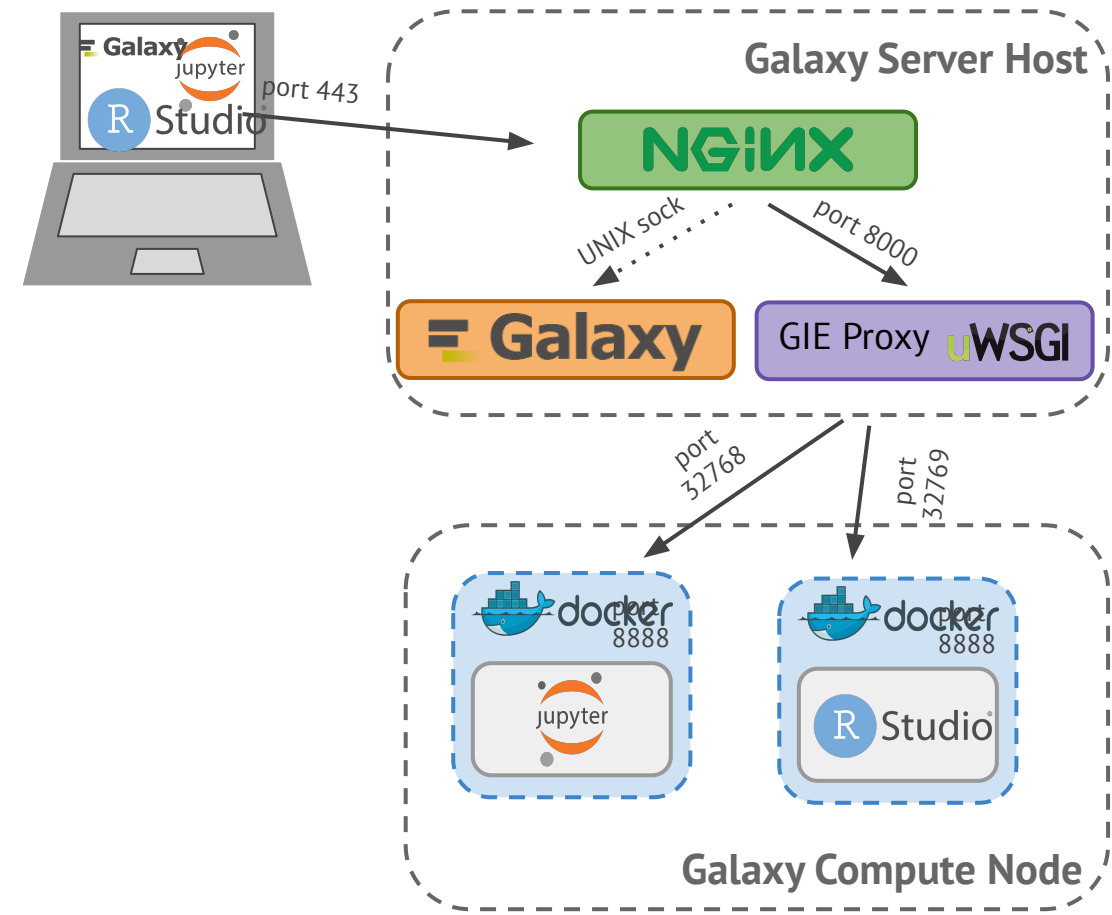 Galaxy
jupyter
R Studio
port 443
Galaxy Server Host
NGiNX
UNIX sock
port 8000
Galaxy
GIE Proxy uWSGI
port
32768
port
32769
docker
port
8888
jupyter
docker
port
8888
R Studio
Galaxy Compute Node